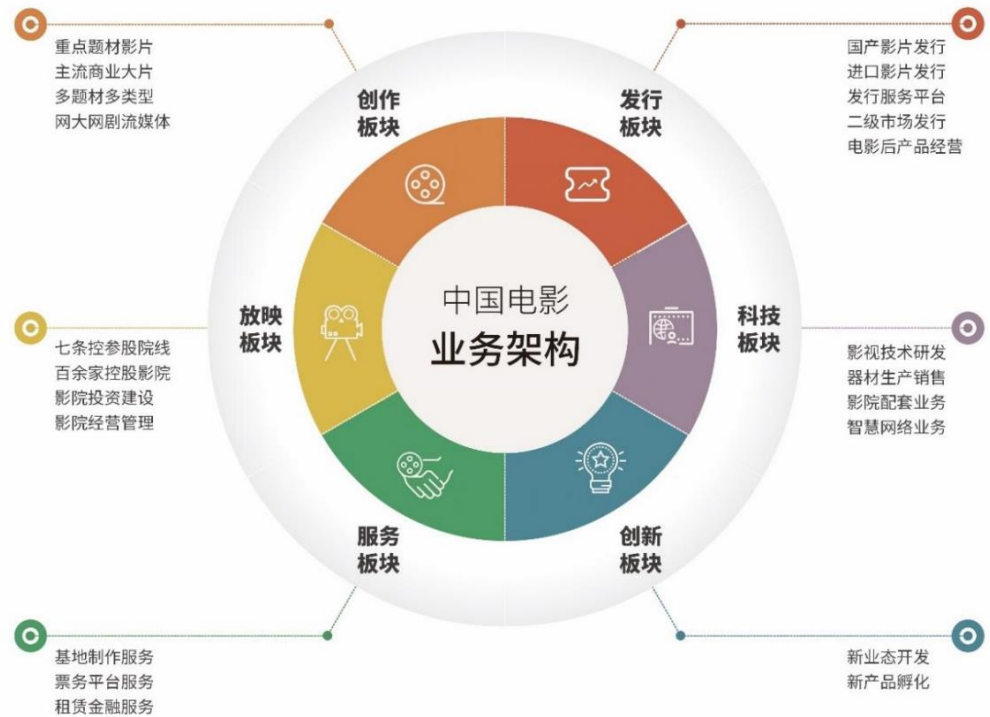 重点题材影片
主流商业大片
多题材多类型
网大网剧流媒体
创作
板块
发行
板块
国产影片发行
进口影片发行
发行服务平台
二级市场发行
电影后产品经营
中国电影
业务架构
放映
板块
七条控参股院线
百余家控股影院
影院投资建设
影院经营管理
科技
板块
影视技术研发
器材生产销售
影院配套业务
智慧网络业务
服务
板块
基地制作服务
票务平台服务
租赁金融服务
创新
板块
新业态开发
新产品孵化